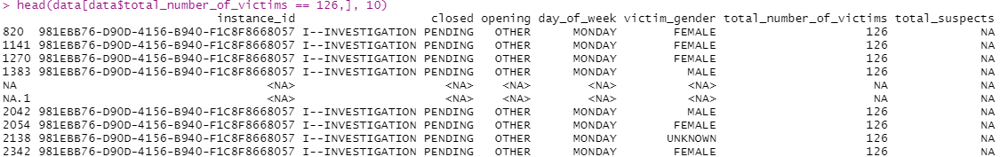 > head(data[data$total_number_of_victims == 126,], 10)
instance_id closed opening day_of_week victim_gender total_number_of_victims total_suspects
820 981EBB76-D90D-4156-B940-F1C8F8668057 I--INVESTIGATION PENDING OTHER MONDAY FEMALE 126 NA
1141 981EBB76-D90D-4156-B940-F1C8F8668057 I--INVESTIGATION PENDING OTHER MONDAY FEMALE 126 NA
1270 981EBB76-D90D-4156-B940-F1C8F8668057 I--INVESTIGATION PENDING OTHER MONDAY FEMALE 126 NA
1383 981EBB76-D90D-4156-B940-F1C8F8668057 I--INVESTIGATION PENDING OTHER MONDAY MALE 126 NA
NA <NA> <NA> <NA> <NA> <NA> NA NA
NA.1 <NA> <NA> <NA> <NA> <NA> NA NA
2042 981EBB76-D90D-4156-B940-F1C8F8668057 I--INVESTIGATION PENDING OTHER MONDAY MALE 126 NA
2054 981EBB76-D90D-4156-B940-F1C8F8668057 I--INVESTIGATION PENDING OTHER MONDAY FEMALE 126 NA
2138 981EBB76-D90D-4156-B940-F1C8F8668057 I--INVESTIGATION PENDING OTHER MONDAY UNKNOWN 126 NA
2342 981EBB76-D90D-4156-B940-F1C8F8668057 I--INVESTIGATION PENDING OTHER MONDAY FEMALE 126 NA